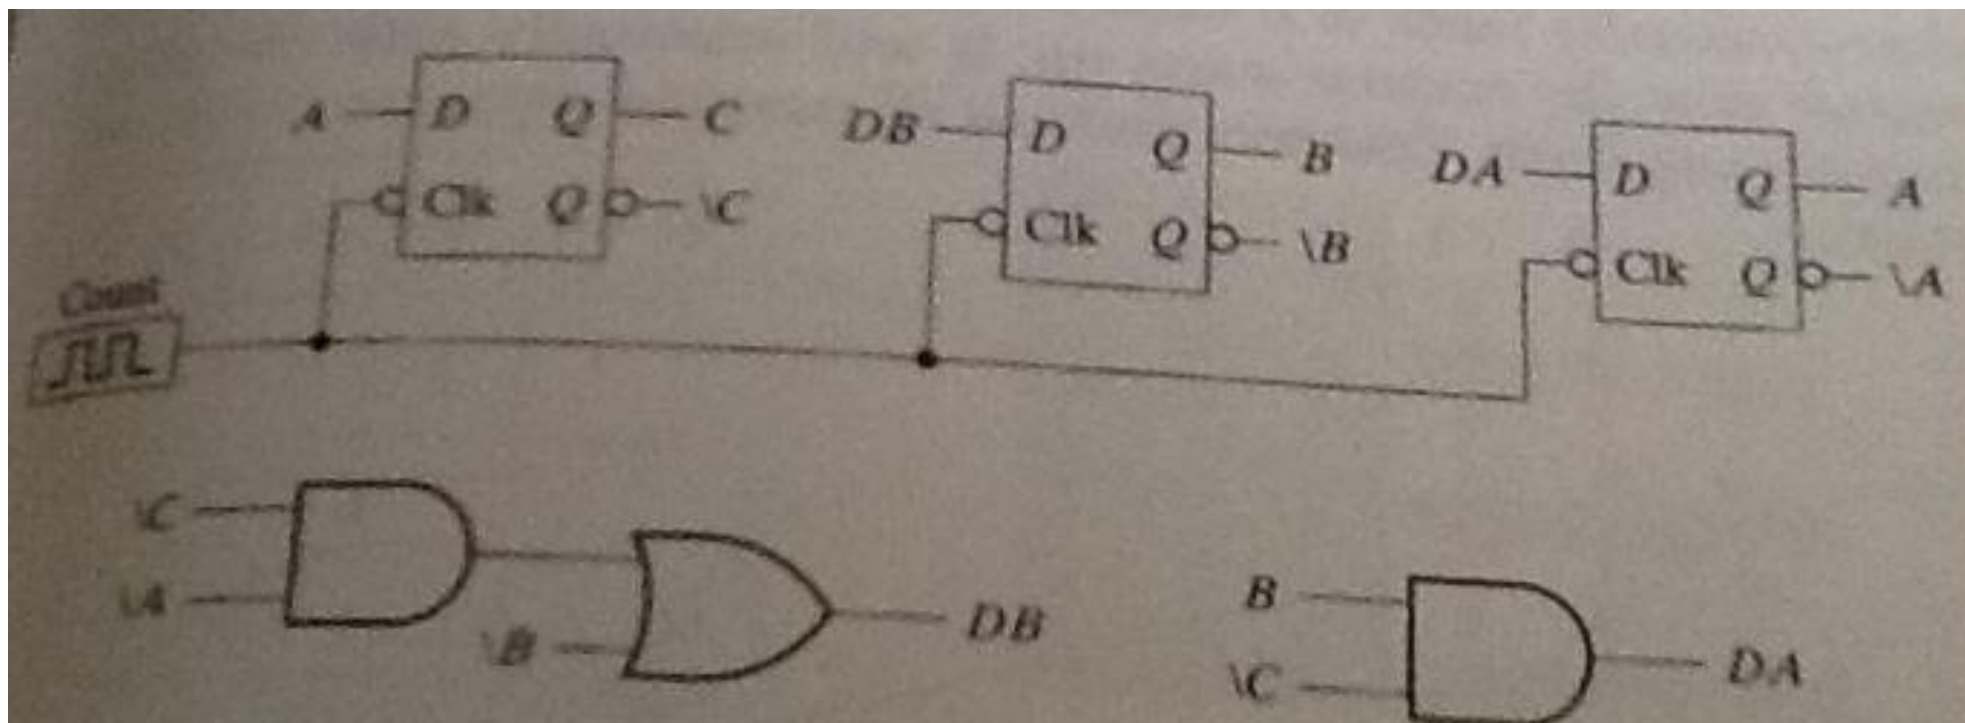 A D Q C
Clk Q \C
DB D Q B
Clk Q \B
DA D Q A
Clk Q \A
Count
\C
\A
\B
DB
B
\C
DA